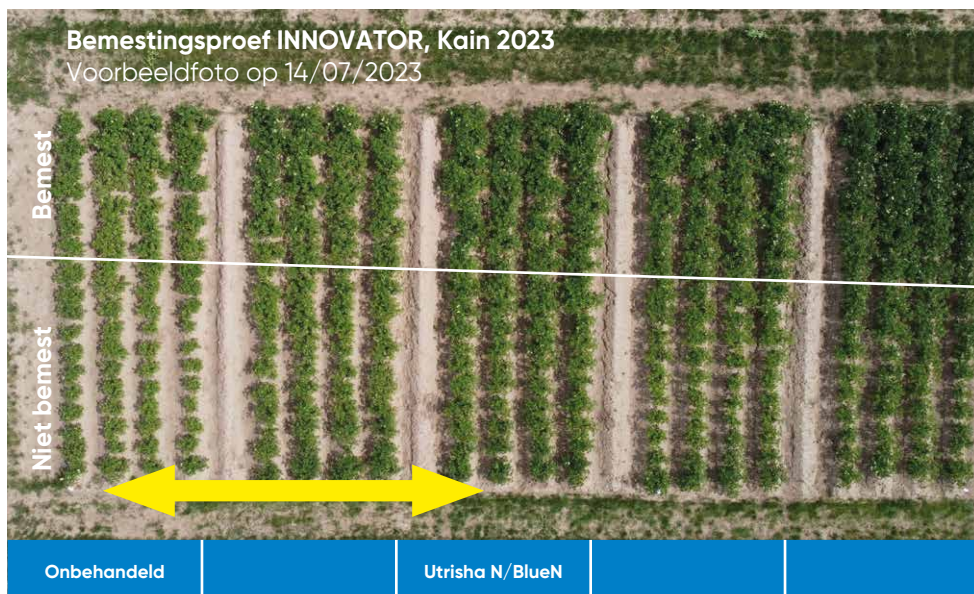 Bemestingsproef INNOVATOR, Kain 2023
Voorbeeldfoto op 14/07/2023
Bemest
Niet bemest
Onbehandeld
Utrisha N/BlueN